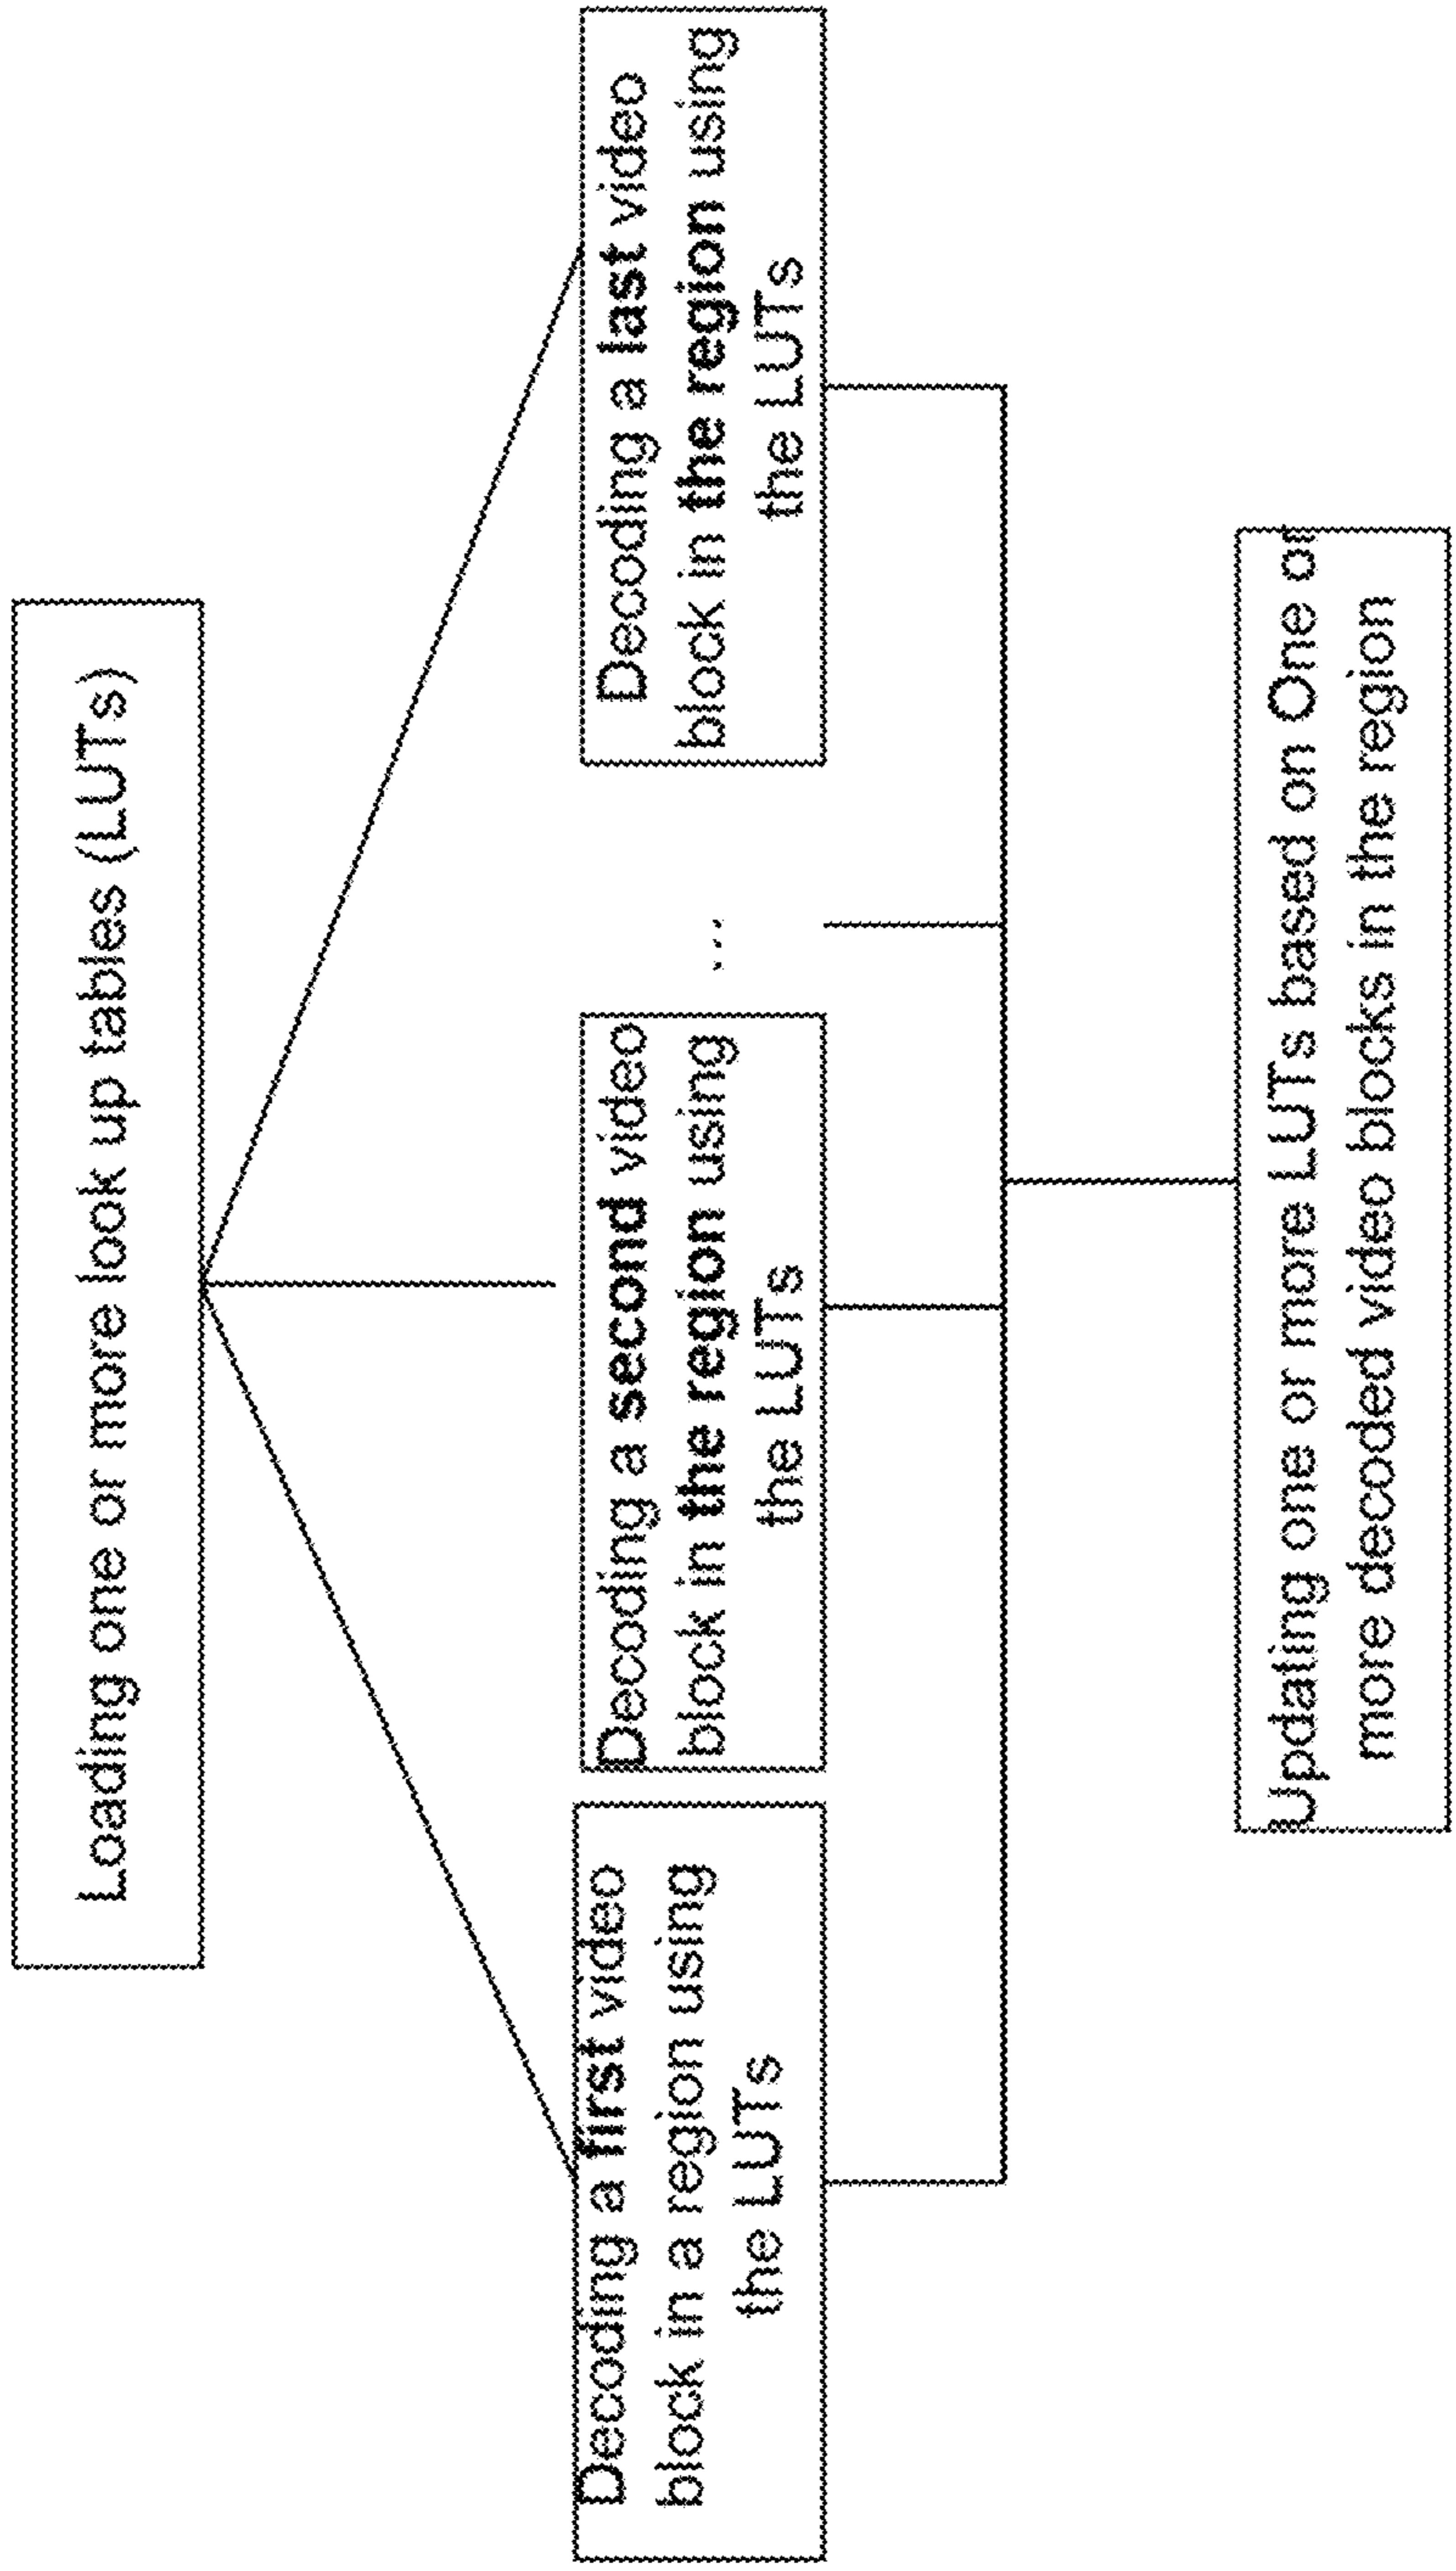 Loading one or more look up tables (LUTs)
Decoding a first video
block in a region using
the LUTs
Decoding a second video
block in the region using
the LUTs
...
Decoding a last video
block in the region using
the LUTs
Updating one or more LUTs based on One or
more decoded video blocks in the region